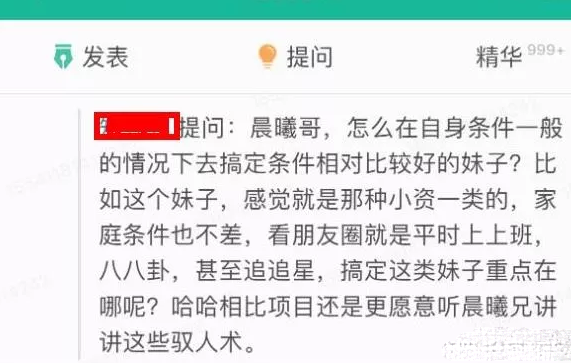 发表 提问 精华 999+
提问：晨曦哥，怎么在自身条件一般
的情况下去搞定条件相对比较好的妹子？比
如这个妹子，感觉就是那种小资一类的，家
庭条件也不差，看朋友圈就是平时上上班，
八八卦，甚至追追星，搞定这类妹子重点在
哪呢？哈哈相比项目还是更愿意听晨曦兄讲
讲这些驭人术。